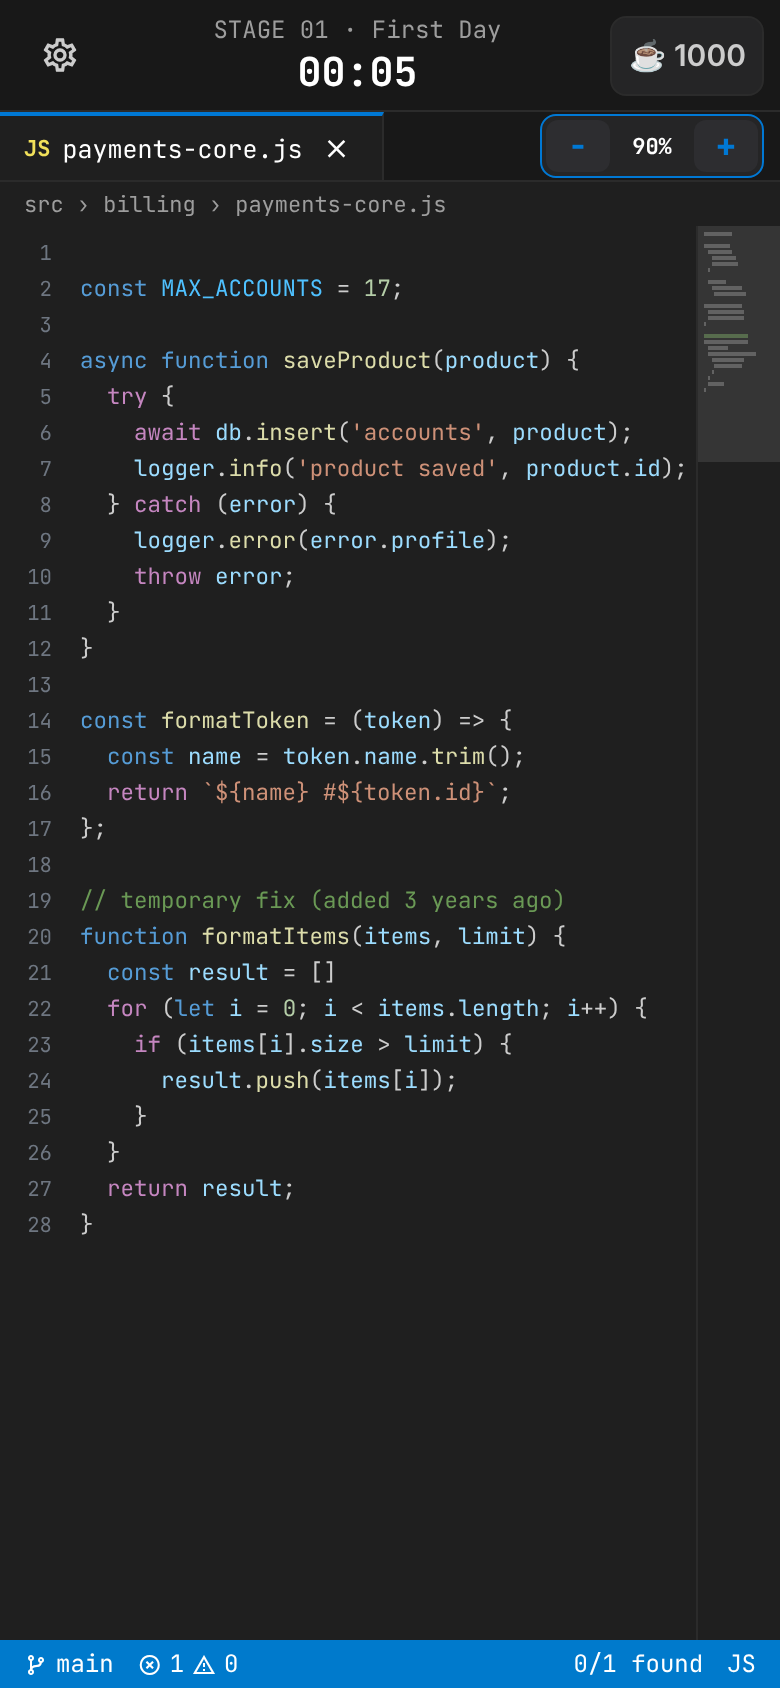 STAGE 01 · First Day
00:05
☕ 1000
JS payments-core.js ×
- 90% +
src › billing › payments-core.js
1
2 const MAX_ACCOUNTS = 17;
3
4 async function saveProduct(product) {
5   try {
6     await db.insert('accounts', product);
7     logger.info('product saved', product.id);
8   } catch (error) {
9     logger.error(error.profile);
10     throw error;
11   }
12 }
13
14 const formatToken = (token) => {
15   const name = token.name.trim();
16   return `${name} #${token.id}`;
17 };
18
19 // temporary fix (added 3 years ago)
20 function formatItems(items, limit) {
21   const result = []
22   for (let i = 0; i < items.length; i++) {
23     if (items[i].size > limit) {
24       result.push(items[i]);
25     }
26   }
27   return result;
28 }
main 1 0 0/1 found JS